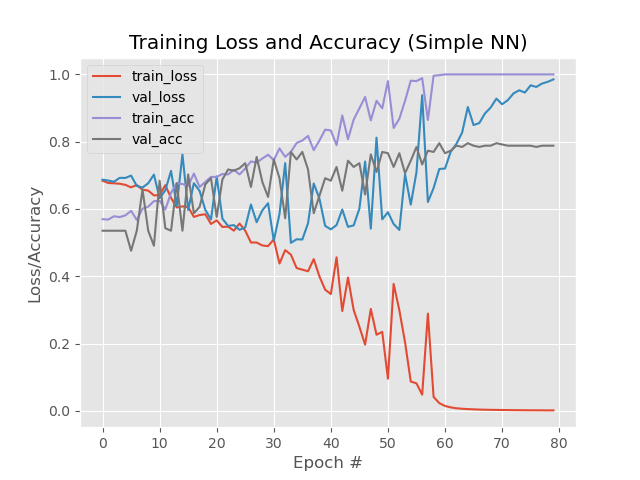 Training Loss and Accuracy (Simple NN)
train_loss
val_loss
train_acc
val_acc
1.0
0.8
0.6
0.4
0.2
0.0
Loss/Accuracy
0 10 20 30 40 50 60 70 80
Epoch #